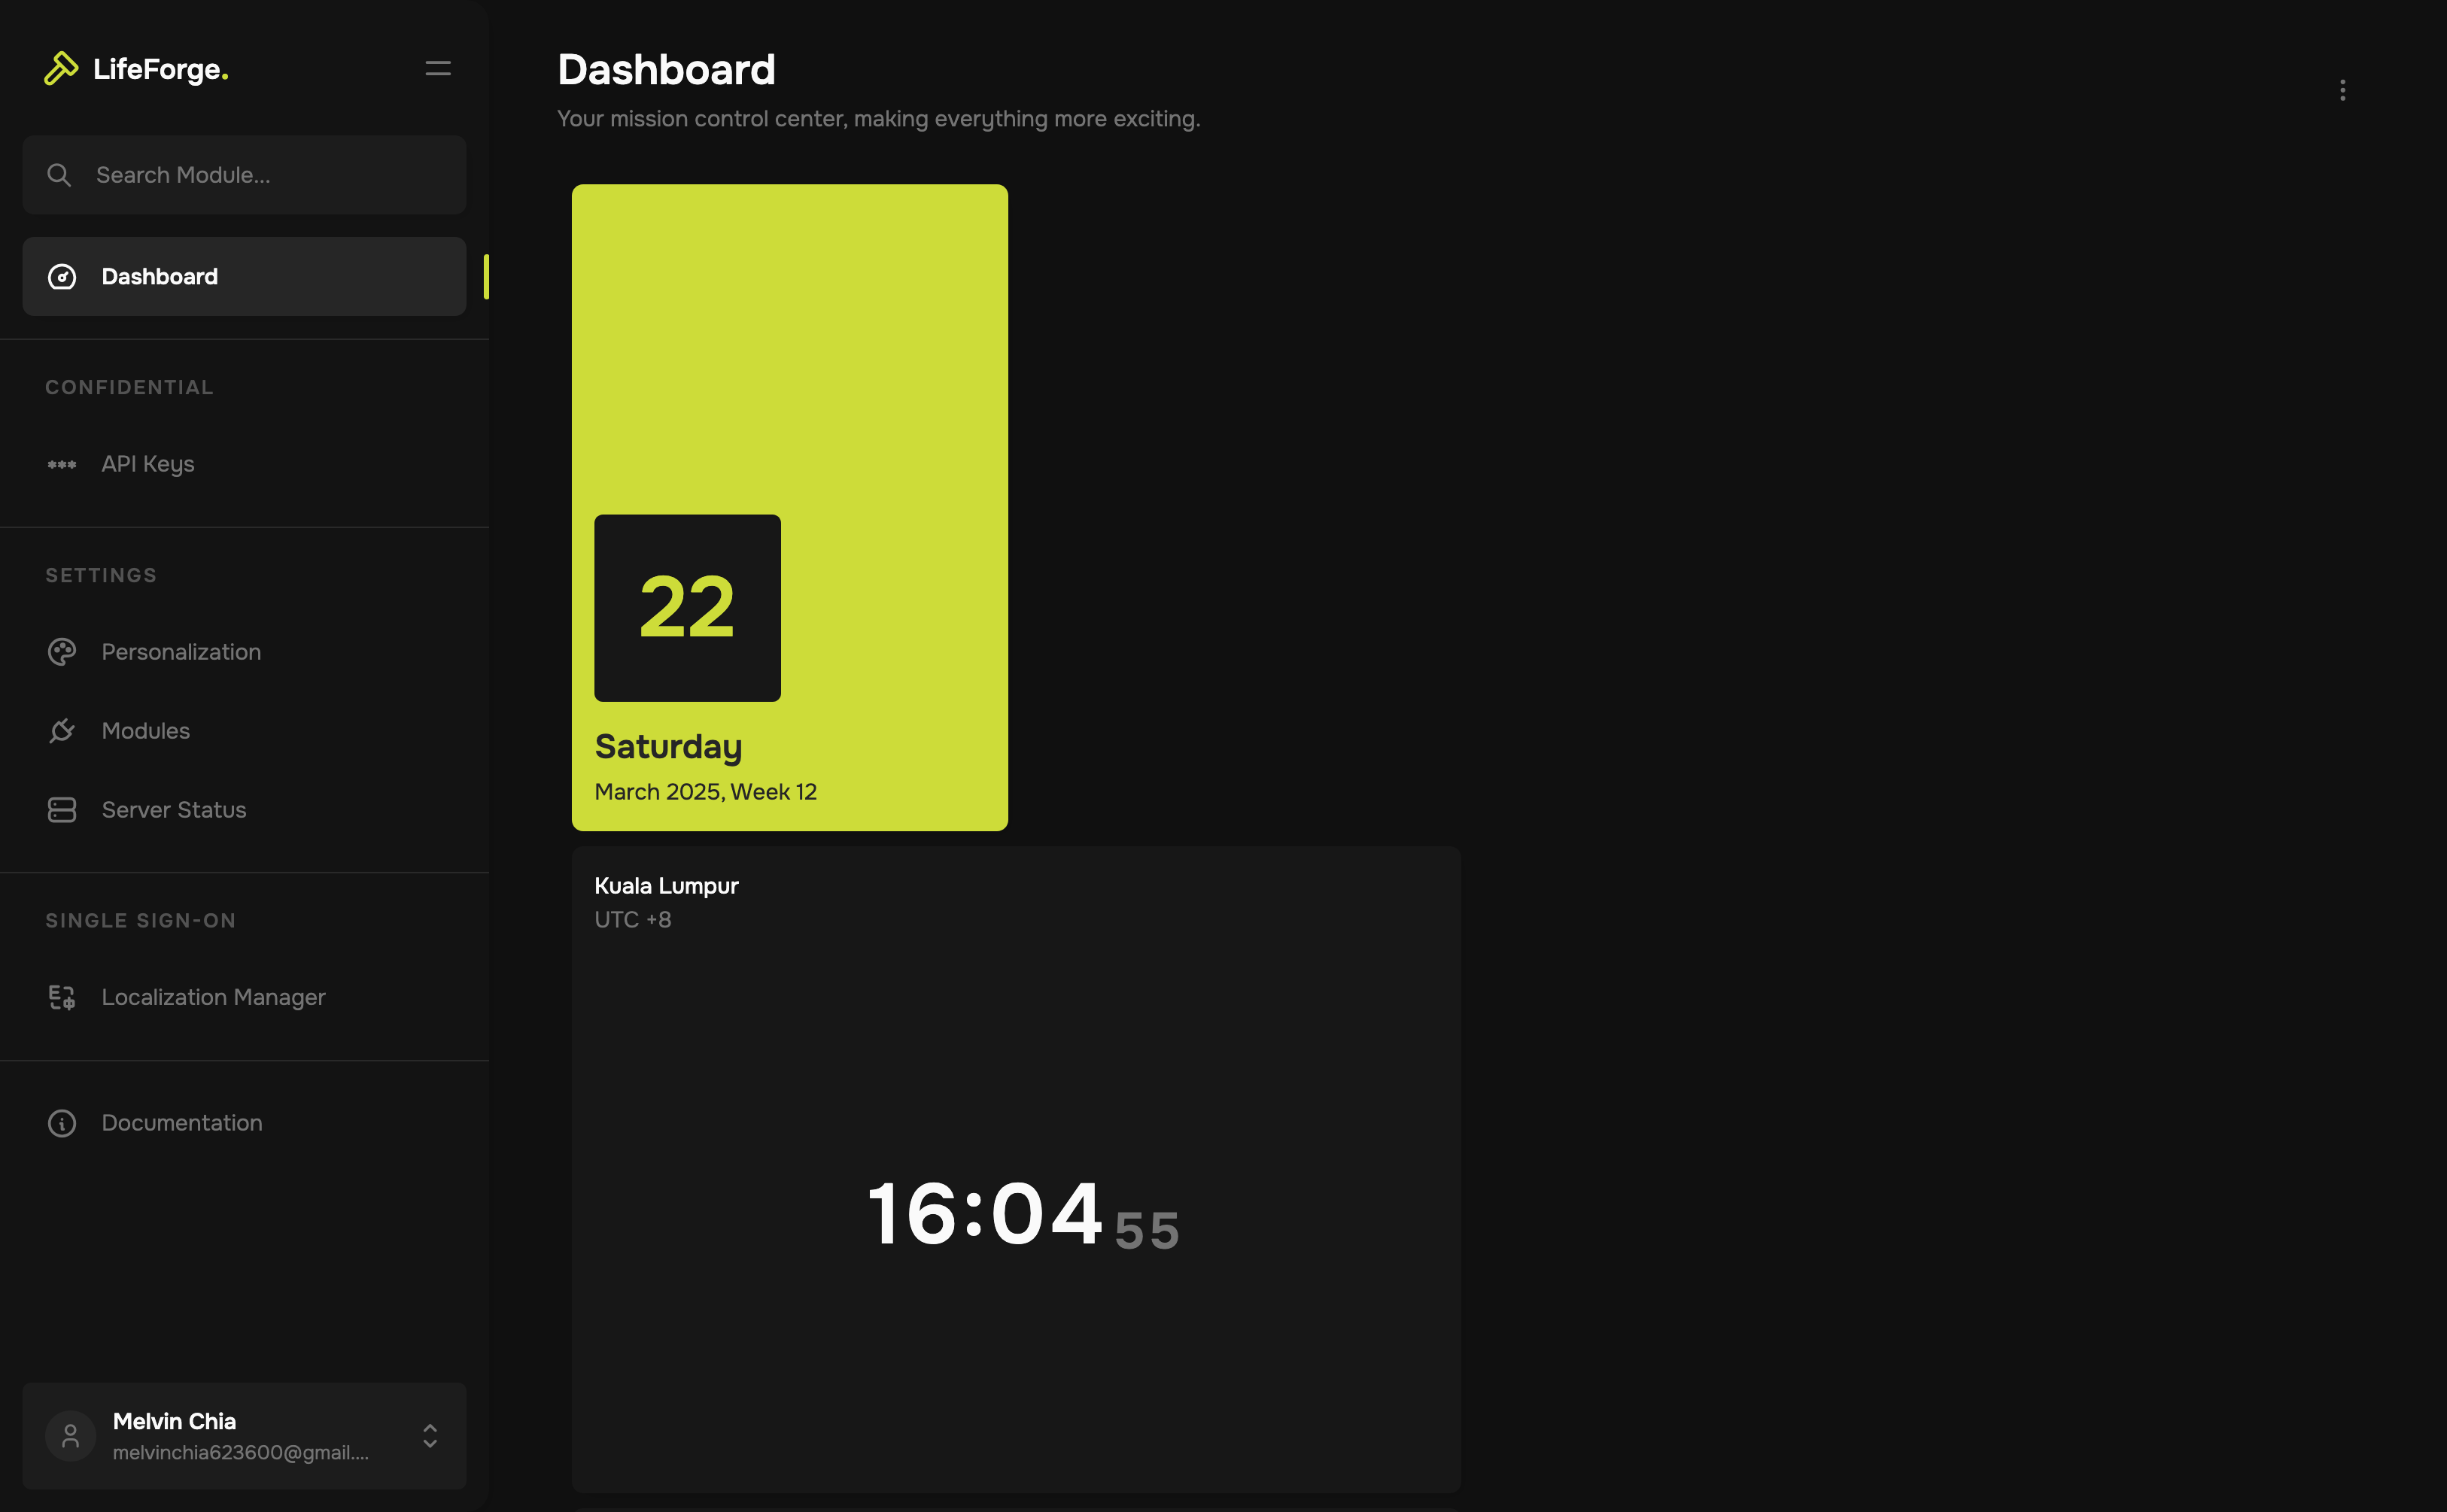 LifeForge.
Search Module...
Dashboard
CONFIDENTIAL
API Keys
SETTINGS
Personalization
Modules
Server Status
SINGLE SIGN-ON
Localization Manager
Documentation
Melvin Chia
melvinchia623600@gmail....
Dashboard
Your mission control center, making everything more exciting.
22
Saturday
March 2025, Week 12
Kuala Lumpur
UTC +8
16:04 55